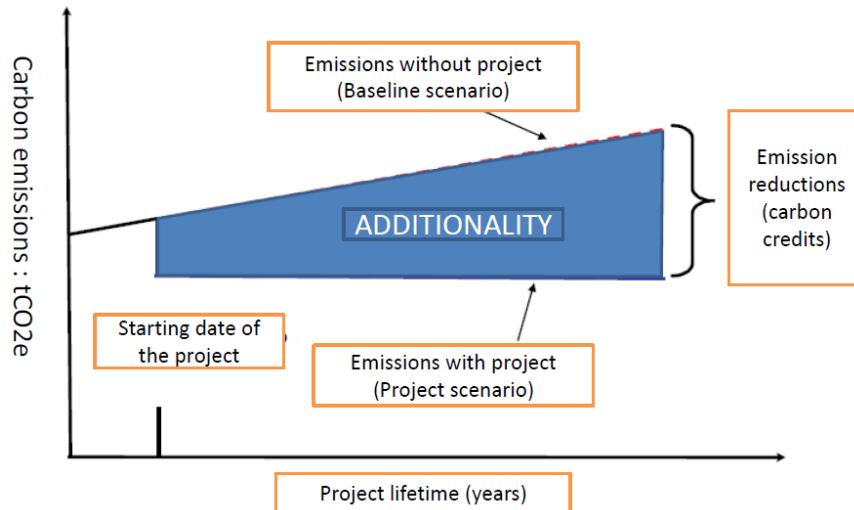 Carbon emissions : tCO2e
Emissions without project
(Baseline scenario)
Emission
reductions
(carbon
credits)
ADDITIONALITY
Starting date of
the project
Emissions with project
(Project scenario)
Project lifetime (years)